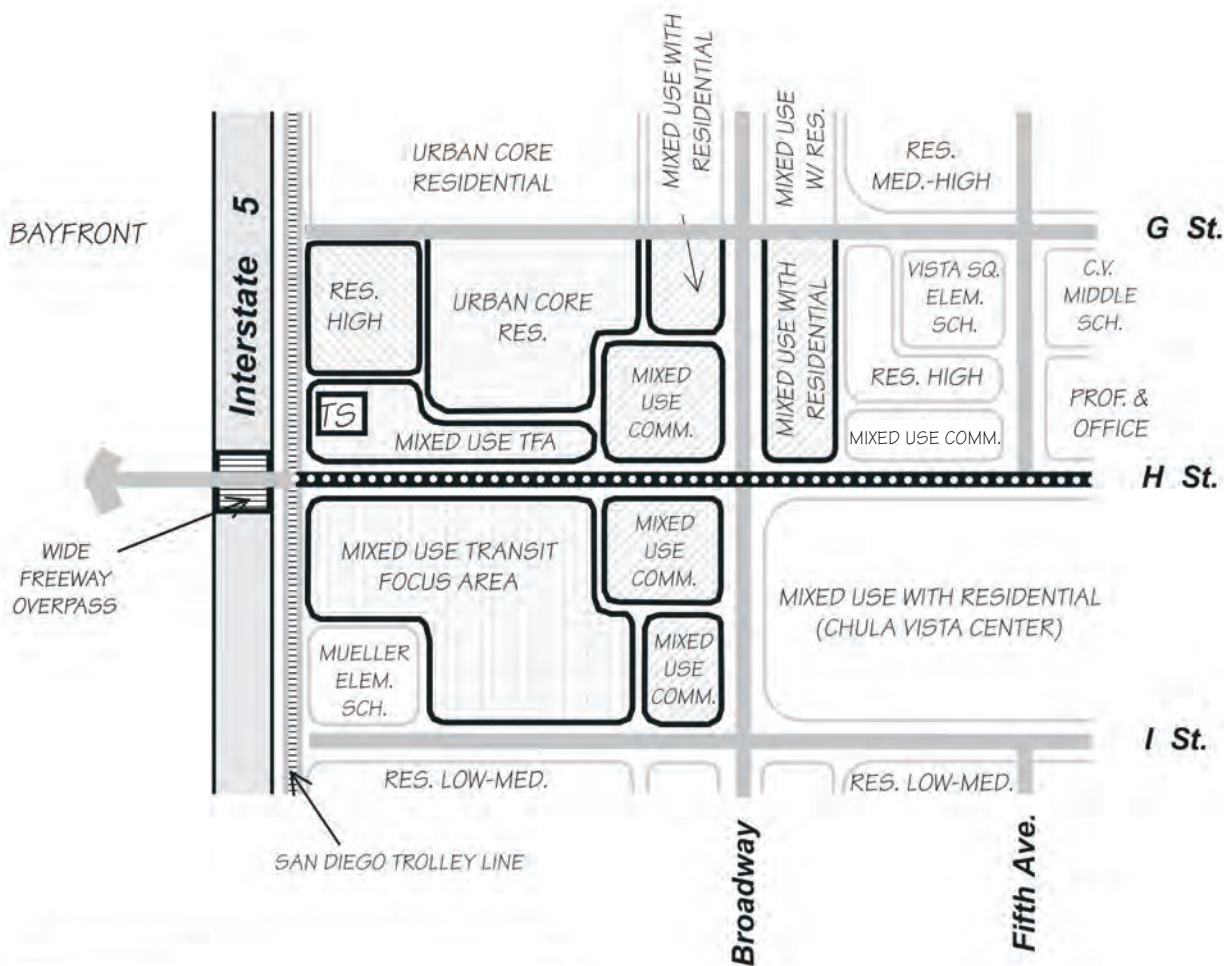 URBAN CORE
RESIDENTIAL
MIXED USE WITH
RESIDENTIAL
MIXED USE
W/ RES.
RES.
MED.-HIGH
BAYFRONT
Interstate 5
G St.
RES.
HIGH
URBAN CORE
RES.
MIXED USE WITH
RESIDENTIAL
VISTA SQ.
ELEM.
SCH.
C.V.
MIDDLE
SCH.
TS
MIXED USE TFA
MIXED
USE
COMM.
RES. HIGH
MIXED USE COMM.
PROF. &
OFFICE
H St.
WIDE
FREEWAY
OVERPASS
MIXED USE TRANSIT
FOCUS AREA
MIXED
USE
COMM.
MIXED USE WITH RESIDENTIAL
(CHULA VISTA CENTER)
MUELLER
ELEM.
SCH.
MIXED
USE
COMM.
I St.
RES. LOW-MED.
RES. LOW-MED.
SAN DIEGO TROLLEY LINE
Broadway
Fifth Ave.